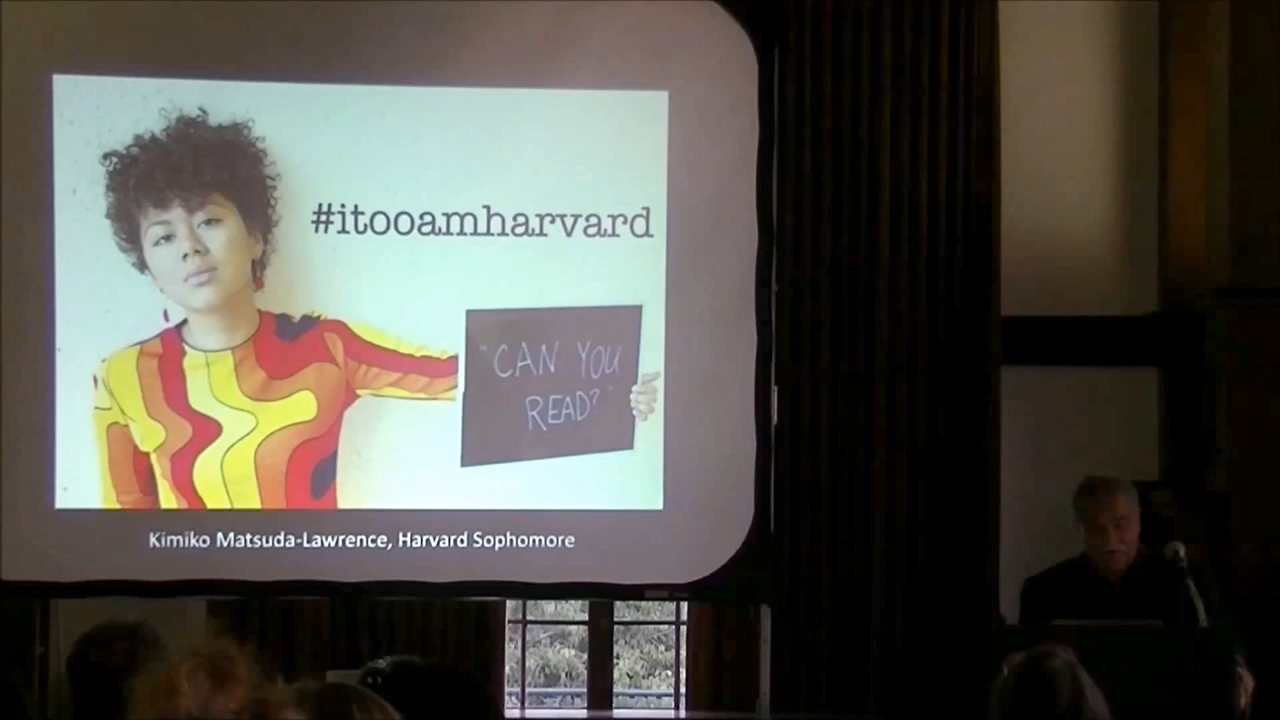 #itooamharvard
"CAN YOU
READ?"
Kimiko Matsuda-Lawrence, Harvard Sophomore